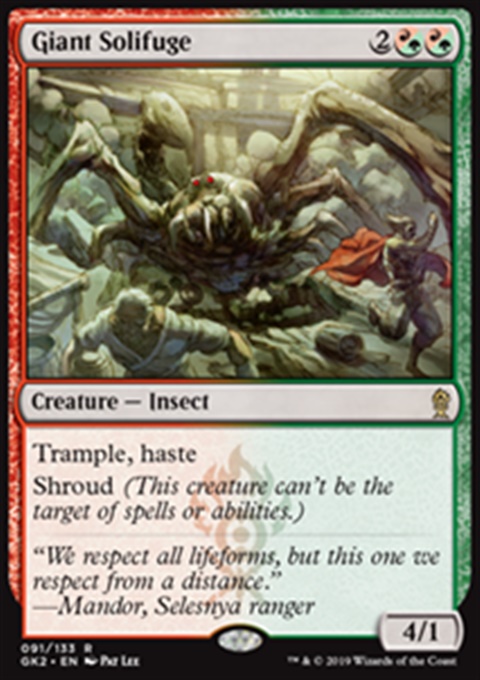 Giant Solifuge 2
Creature — Insect
Trample, haste
Shroud (This creature can't be the
target of spells or abilities.)
“We respect all lifeforms, but this one we
respect from a distance.”
—Mandor, Selesnya ranger
4/1
091/133 R
GK2 • EN Pat Lee
™ & © 2019 Wizards of the Coast